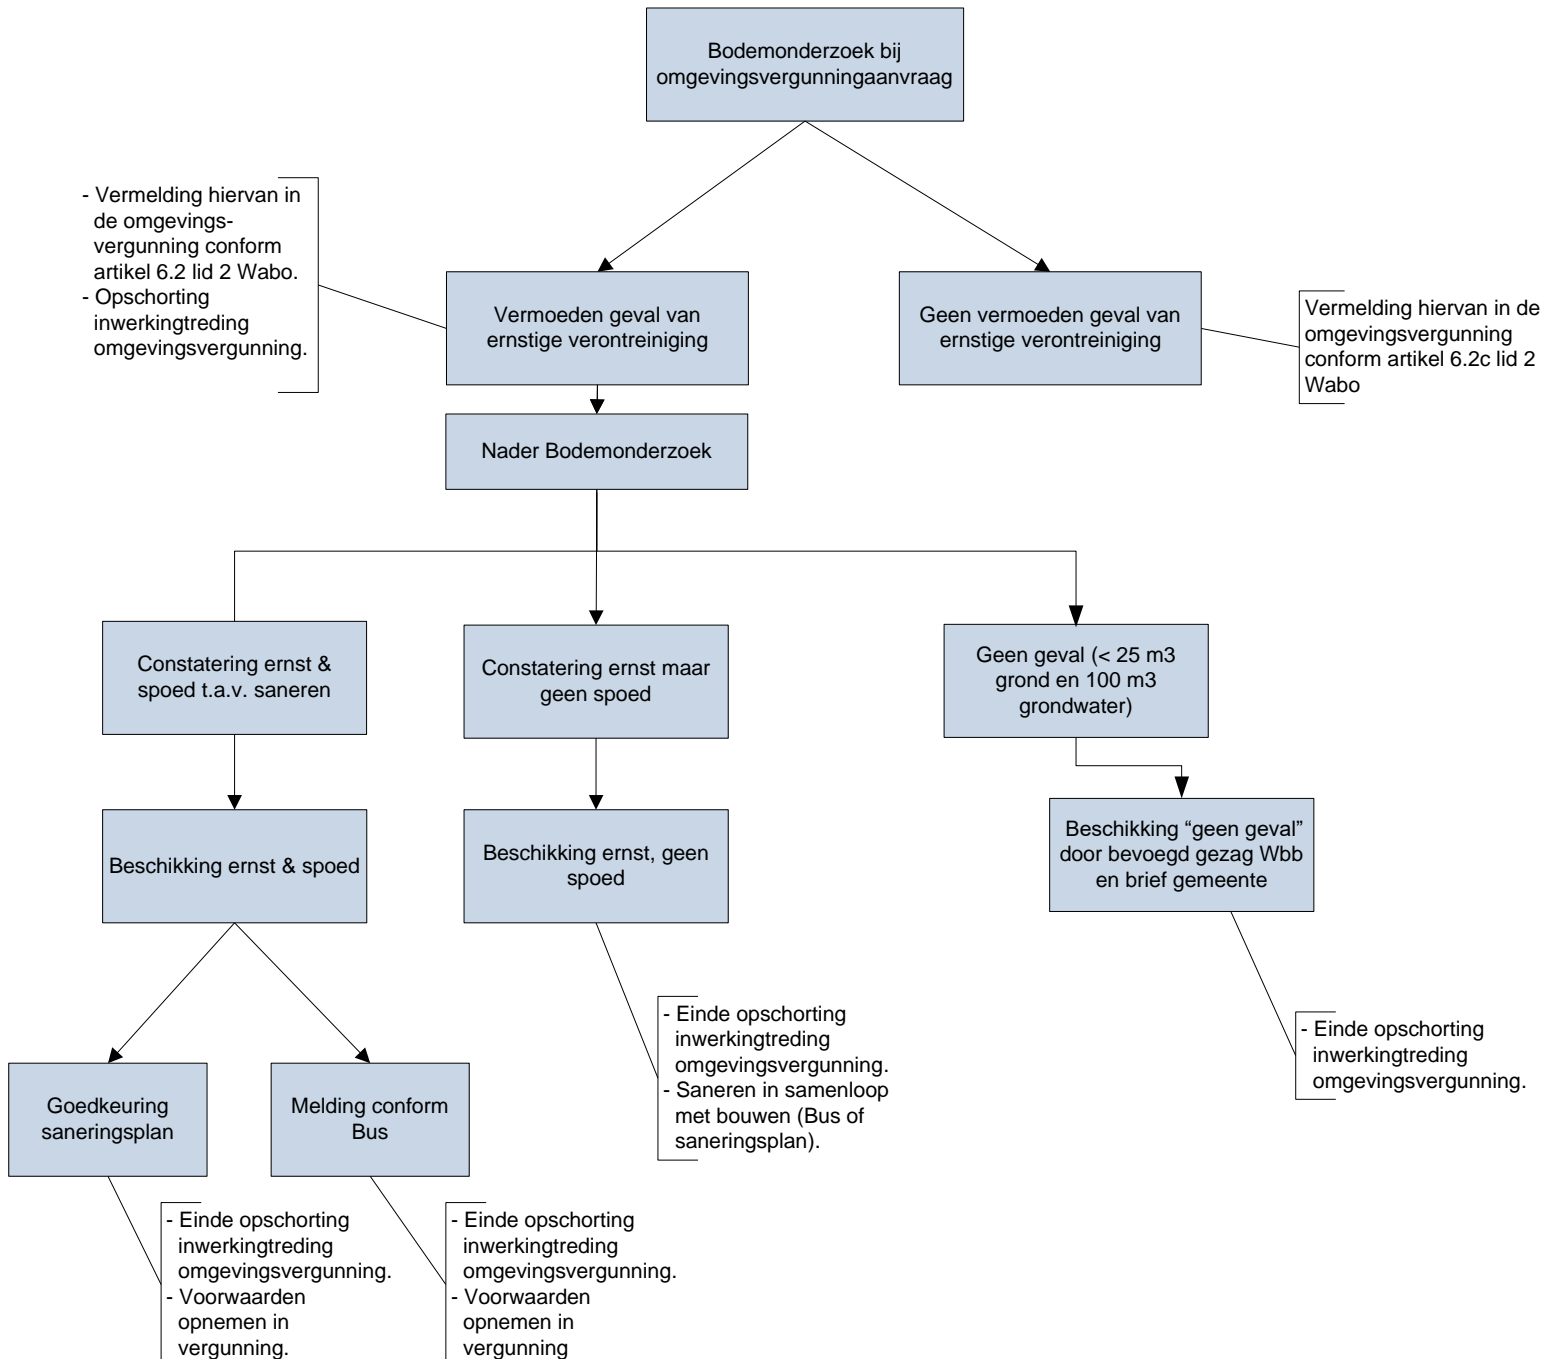 Bodemonderzoek bij
omgevingsvergunningaanvraag
- Vermelding hiervan in
de omgevings-
vergunning conform
artikel 6.2 lid 2 Wabo.
- Opschorting
inwerkingtreding
omgevingsvergunning.
Vermoeden geval van
ernstige verontreiniging
Geen vermoeden geval van
ernstige verontreiniging
Vermelding hiervan in de
omgevingsvergunning
conform artikel 6.2c lid 2
Wabo
Nader Bodemonderzoek
Constatering ernst &
spoed t.a.v. saneren
Constatering ernst maar
geen spoed
Geen geval (< 25 m3
grond en 100 m3
grondwater)
Beschikking ernst & spoed
Beschikking ernst, geen
spoed
Beschikking “geen geval”
door bevoegd gezag Wbb
en brief gemeente
- Einde opschorting
inwerkingtreding
omgevingsvergunning.
- Saneren in samenloop
met bouwen (Bus of
saneringsplan).
- Einde opschorting
inwerkingtreding
omgevingsvergunning.
Goedkeuring
saneringsplan
Melding conform
Bus
- Einde opschorting
inwerkingtreding
omgevingsvergunning.
- Voorwaarden
opnemen in
vergunning.
- Einde opschorting
inwerkingtreding
omgevingsvergunning.
- Voorwaarden
opnemen in
vergunning